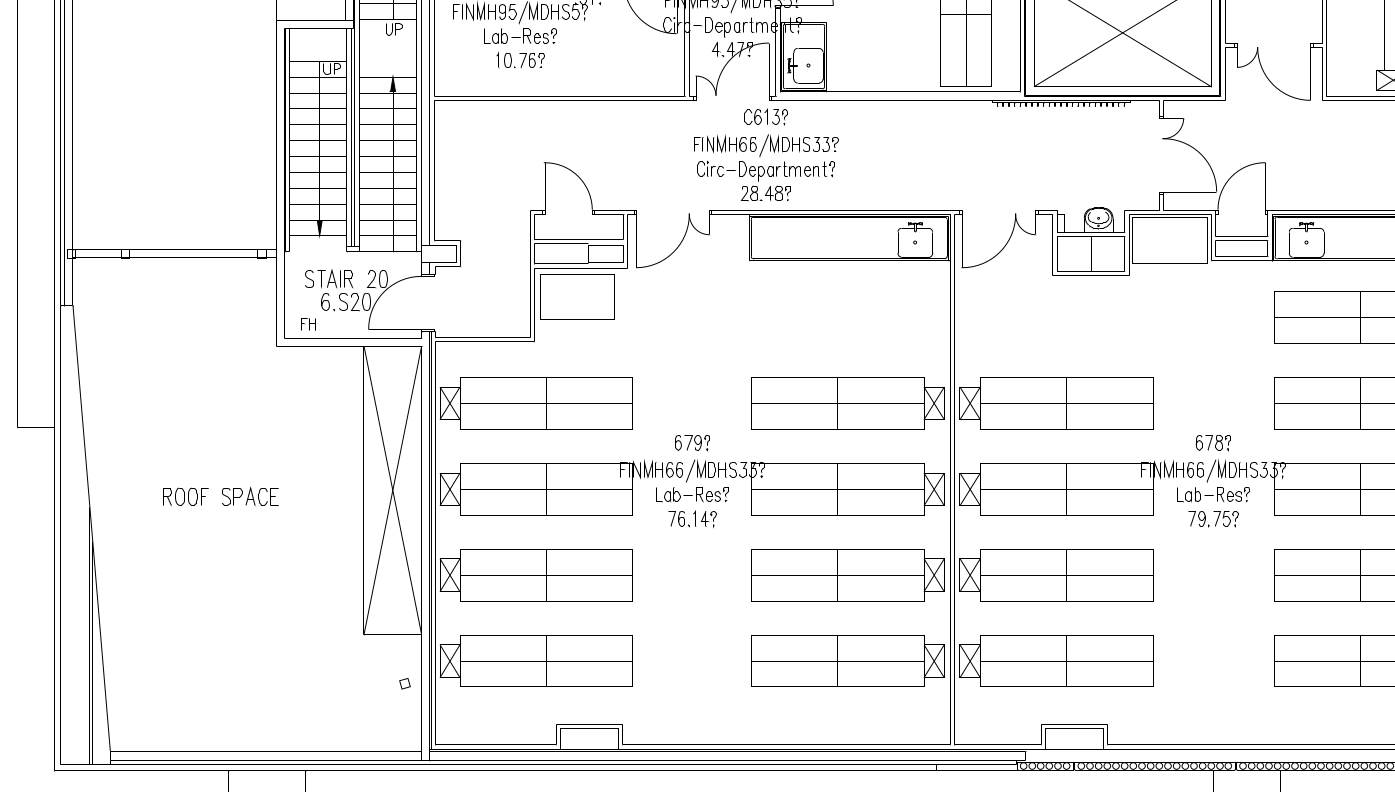 FINMH95/MDHS5?
Lab-Res?
10.76?
Circ-Department?
4.47?
UP
UP
C613?
FINMH66/MDHS33?
Circ-Department?
28.48?
STAIR 20
6.S20
FH
ROOF SPACE
679?
FINMH66/MDHS33?
Lab-Res?
76.14?
678?
FINMH66/MDHS33?
Lab-Res?
79.75?